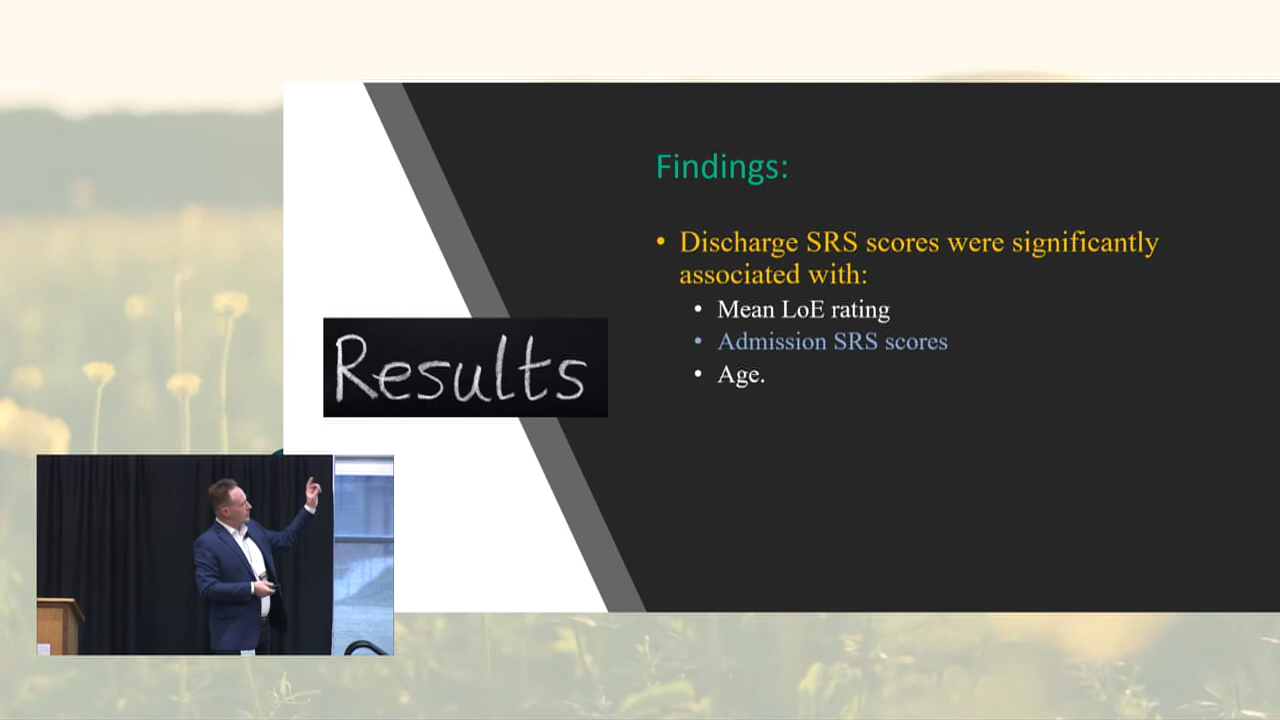 Findings:
• Discharge SRS scores were significantly
associated with:
• Mean LoE rating
• Admission SRS scores
• Age.
Results